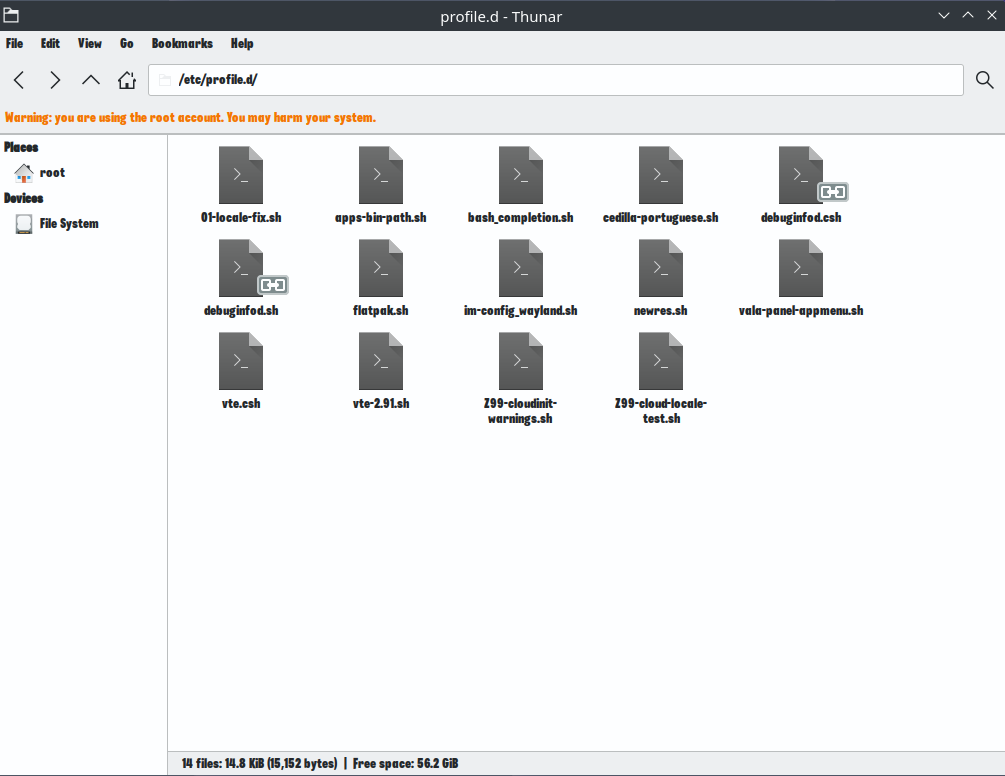 profile.d - Thunar
File Edit View Go Bookmarks Help
/etc/profile.d/
Warning: you are using the root account. You may harm your system.
Places
root
Devices
File System
01-locale-fix.sh apps-bin-path.sh bash_completion.sh cedilla-portuguese.sh debuginfod.csh
debuginfod.sh flatpak.sh im-config_wayland.sh newres.sh vala-panel-appmenu.sh
vte.csh vte-2.91.sh Z99-cloudinit-warnings.sh Z99-cloud-locale-test.sh
14 files: 14.8 KiB (15,152 bytes) | Free space: 56.2 GiB